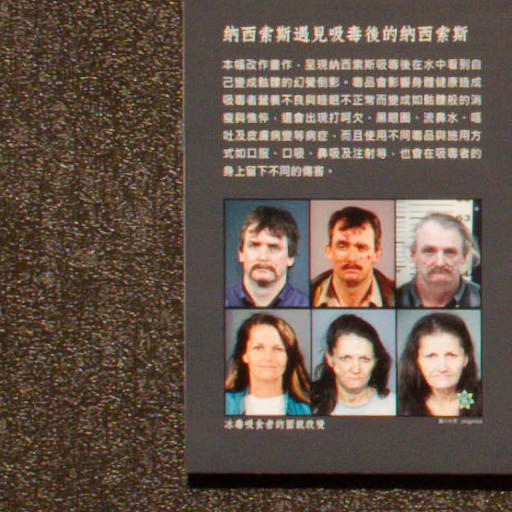 納西索斯遇見吸毒後的納西索斯
本幅改作畫作，呈現納西索斯吸毒後在水中看到自
己變成骷髏的幻覺倒影。毒品會影響身體健康造成
吸毒者營養不良與睡眠不正常而變成如骷髏般的消
瘦與憔悴，還會出現打呵欠、黑眼圈、流鼻水、嘔
吐及皮膚病變等病症，而且使用不同毒品與施用方
式如口服、口吸、鼻吸及注射等，也會在吸毒者的
身上留下不同的傷害。
冰毒吸食者的面貌改變